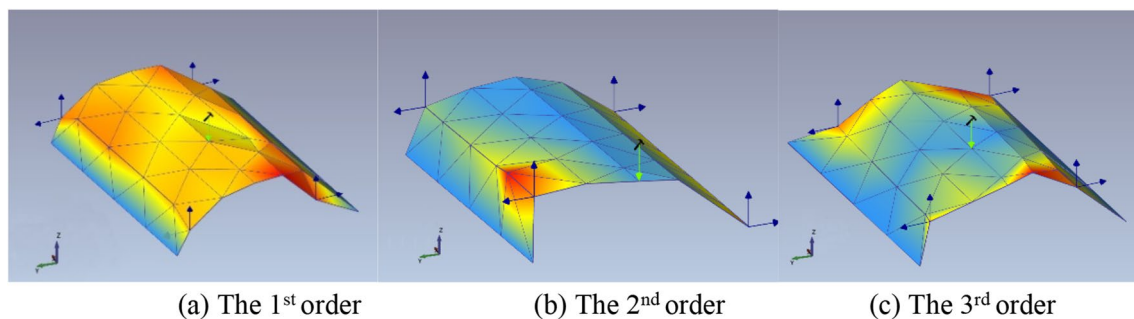 T
T
T
Z
Y
Z
Y
Z
Y
(a) The 1st order
(b) The 2nd order
(c) The 3rd order